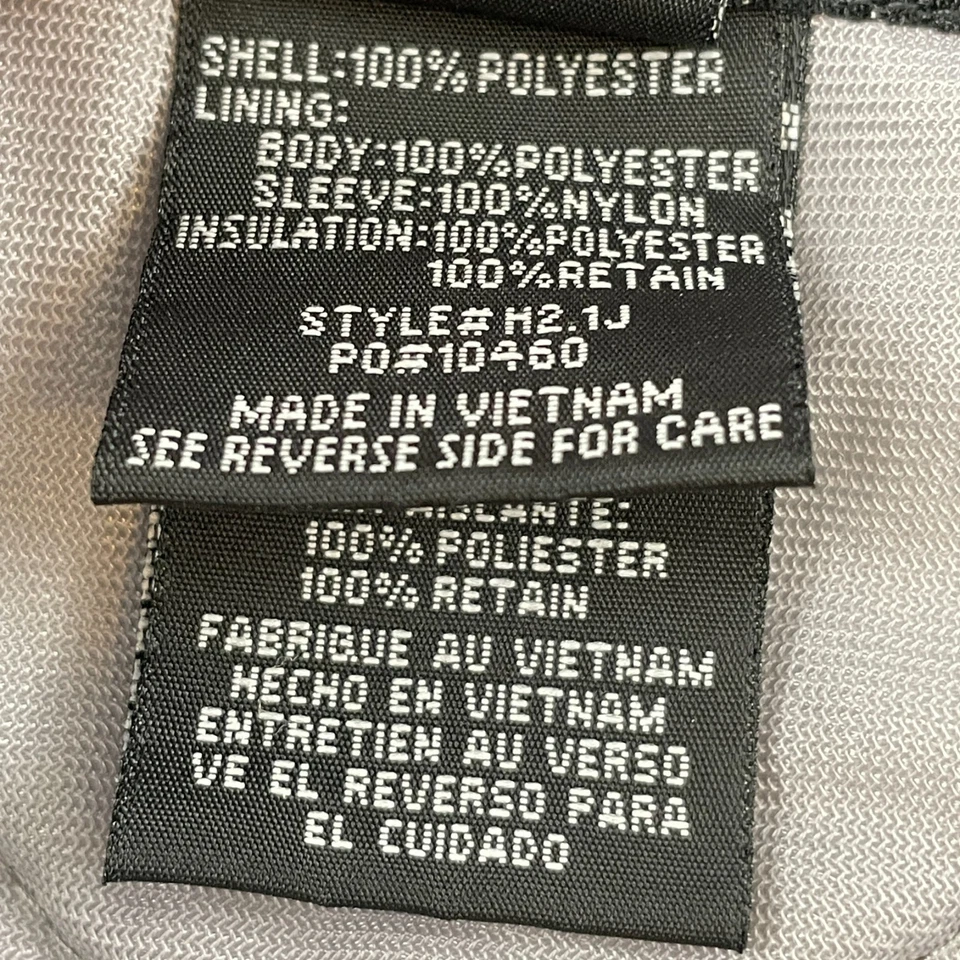 SHELL:100% POLYESTER
LINING:
BODY:100%POLYESTER
SLEEVE:100%NYLON
INSULATION:100%POLYESTER
100%RETAIN
STYLE# H2.1J
PO#10460
MADE IN VIETNAM
SEE REVERSE SIDE FOR CARE
100% POLIESTER
100% RETAIN
FABRIQUE AU VIETNAM
HECHO EN VIETNAM
ENTRETIEN AU VERSO
VE EL REVERSO PARA
EL CUIDADO